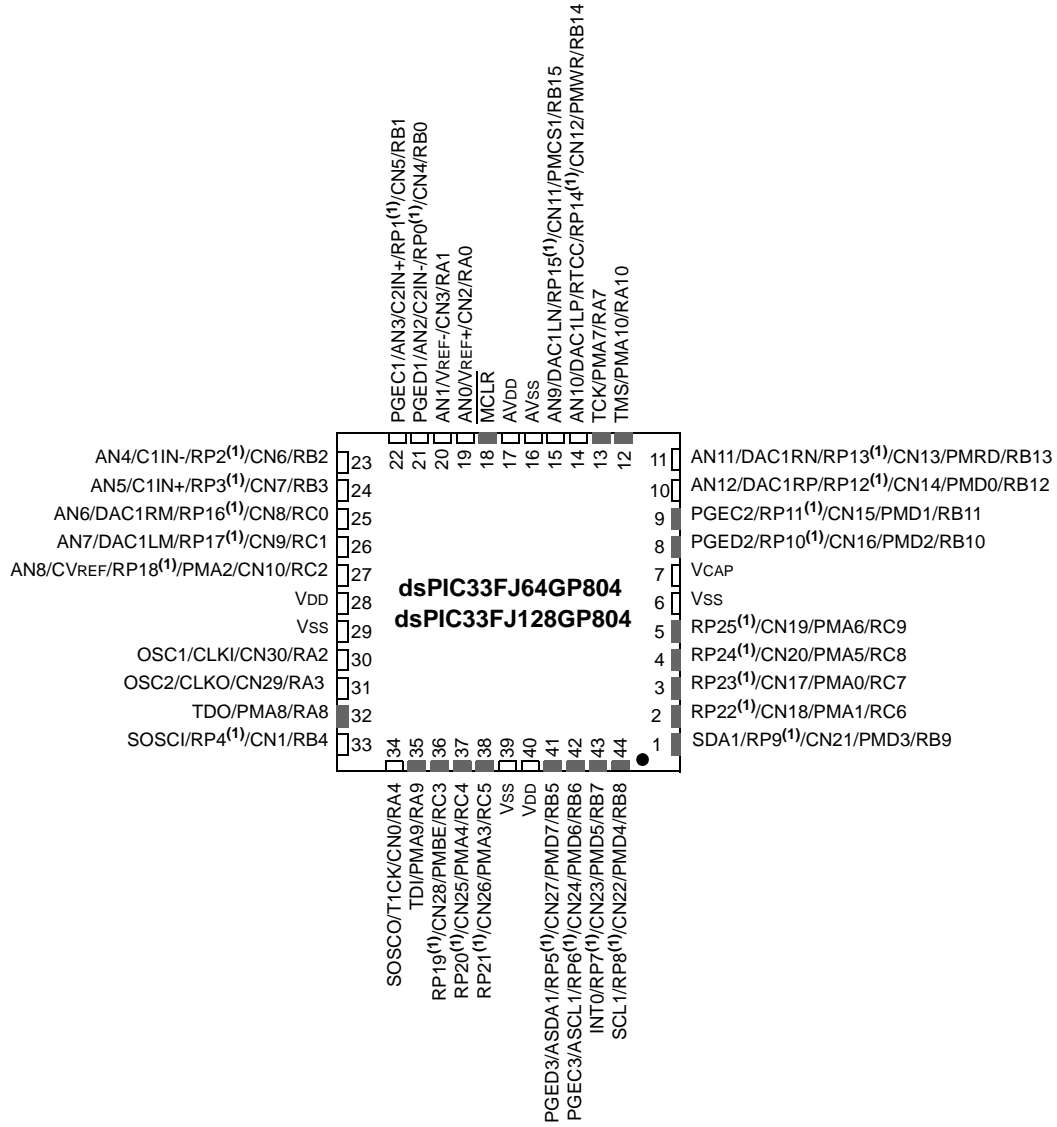 PGEC1/AN3/C2IN+/RP1(1)/CN5/RB1
PGED1/AN2/C2IN-/RP0(1)/CN4/RB0
AN1/VREF-/CN3/RA1
AN0/VREF+/CN2/RA0
MCLR
AVDD
AVSS
AN9/DAC1LN/RP15(1)/CN11/PMCS1/RB15
AN10/DAC1LP/RTCC/RP14(1)/CN12/PMWR/RB14
TCK/PMA7/RA7
TMS/PMA10/RA10
22
21
20
19
18
17
16
15
14
13
12
AN4/C1IN-/RP2(1)/CN6/RB2 23
AN5/C1IN+/RP3(1)/CN7/RB3 24
AN6/DAC1RM/RP16(1)/CN8/RC0 25
AN7/DAC1LM/RP17(1)/CN9/RC1 26
AN8/CVREF/RP18(1)/PMA2/CN10/RC2 27
VDD 28
VSS 29
OSC1/CLKI/CN30/RA2 30
OSC2/CLKO/CN29/RA3 31
TDO/PMA8/RA8 32
SOSCI/RP4(1)/CN1/RB4 33
dsPIC33FJ64GP804
dsPIC33FJ128GP804
11 AN11/DAC1RN/RP13(1)/CN13/PMRD/RB13
10 AN12/DAC1RP/RP12(1)/CN14/PMD0/RB12
9 PGEC2/RP11(1)/CN15/PMD1/RB11
8 PGED2/RP10(1)/CN16/PMD2/RB10
7 VCAP
6 VSS
5 RP25(1)/CN19/PMA6/RC9
4 RP24(1)/CN20/PMA5/RC8
3 RP23(1)/CN17/PMA0/RC7
2 RP22(1)/CN18/PMA1/RC6
1 SDA1/RP9(1)/CN21/PMD3/RB9
34
35
36
37
38
39
40
41
42
43
44
SOSCO/T1CK/CN0/RA4
TDI/PMA9/RA9
RP19(1)/CN28/PMBE/RC3
RP20(1)/CN25/PMA4/RC4
RP21(1)/CN26/PMA3/RC5
VSS
VDD
PGED3/ASDA1/RP5(1)/CN27/PMD7/RB5
PGEC3/ASCL1/RP6(1)/CN24/PMD6/RB6
INT0/RP7(1)/CN23/PMD5/RB7
SCL1/RP8(1)/CN22/PMD4/RB8